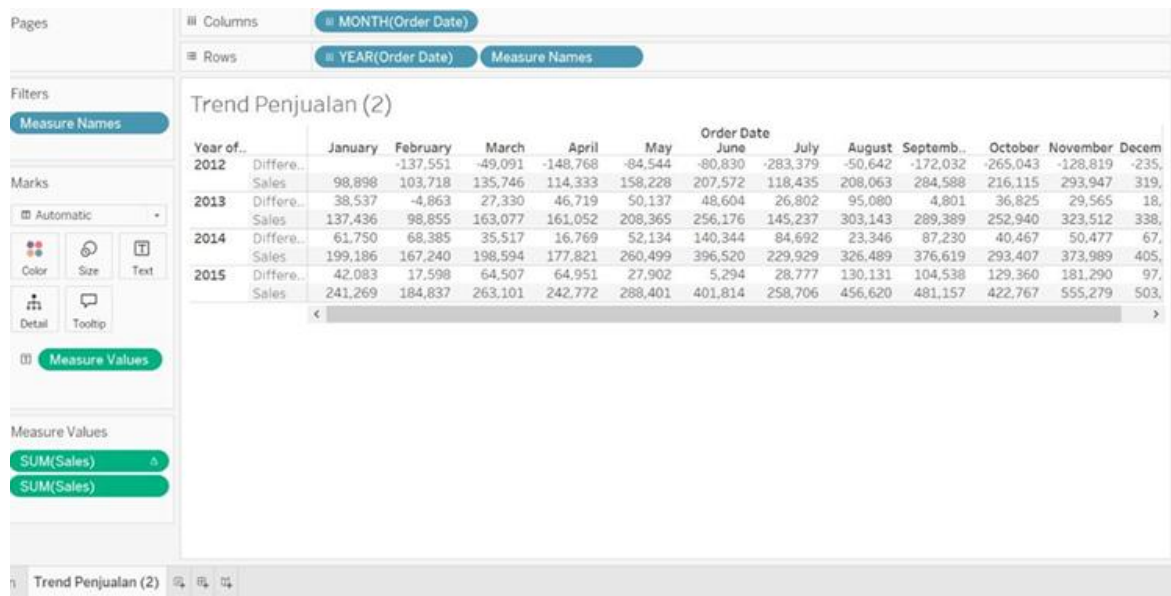 Pages
Columns MONTH(Order Date)
Rows YEAR(Order Date) Measure Names
Filters
Measure Names
Marks
Automatic
Color Size Text
Detail Tooltip
Measure Values
Measure Values
SUM(Sales)
SUM(Sales)
Trend Penjualan (2)
Order Date
Year of.. January February March April May June July August Septemb.. October November Decem
2012 Differe.. -137,551 -49,091 -148,768 -84,544 -80,830 -283,379 -50,642 -172,032 -265,043 -128,819 -235,
Sales 98,898 103,718 135,746 114,333 158,228 207,572 118,435 208,063 284,588 216,115 293,947 319,
2013 Differe.. 38,537 -4,863 27,330 46,719 50,137 48,604 26,802 95,080 4,801 36,825 29,565 18,
Sales 137,436 98,855 163,077 161,052 208,365 256,176 145,237 303,143 289,389 252,940 323,512 338,
2014 Differe.. 61,750 68,385 35,517 16,769 52,134 140,344 84,692 23,346 87,230 40,467 50,477 67,
Sales 199,186 167,240 198,594 177,821 260,499 396,520 229,929 326,489 376,619 293,407 373,989 405,
2015 Differe.. 42,083 17,598 64,507 64,951 27,902 5,294 28,777 130,131 104,538 129,360 181,290 97,
Sales 241,269 184,837 263,101 242,772 288,401 401,814 258,706 456,620 481,157 422,767 555,279 503,
Trend Penjualan (2)